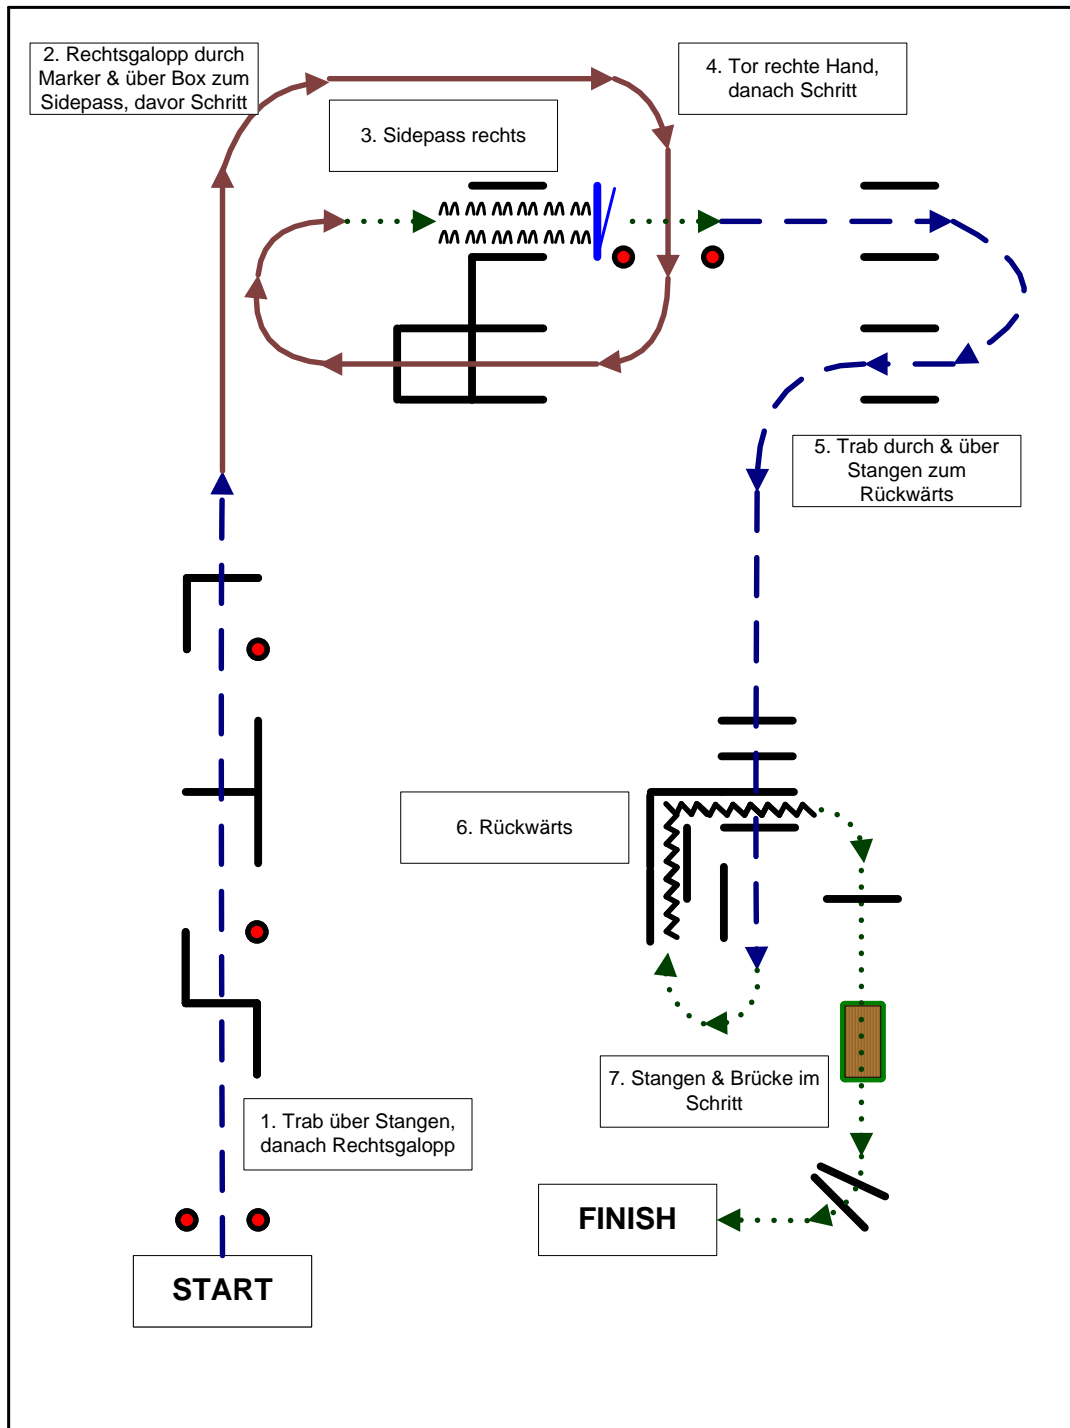 2. Rechtsgalopp durch
Marker & über Box zum
Sidepass, davor Schritt
4. Tor rechte Hand,
danach Schritt
3. Sidepass rechts
5. Trab durch & über
Stangen zum
Rückwärts
6. Rückwärts
7. Stangen & Brücke im
Schritt
1. Trab über Stangen,
danach Rechtsgalopp
FINISH
START